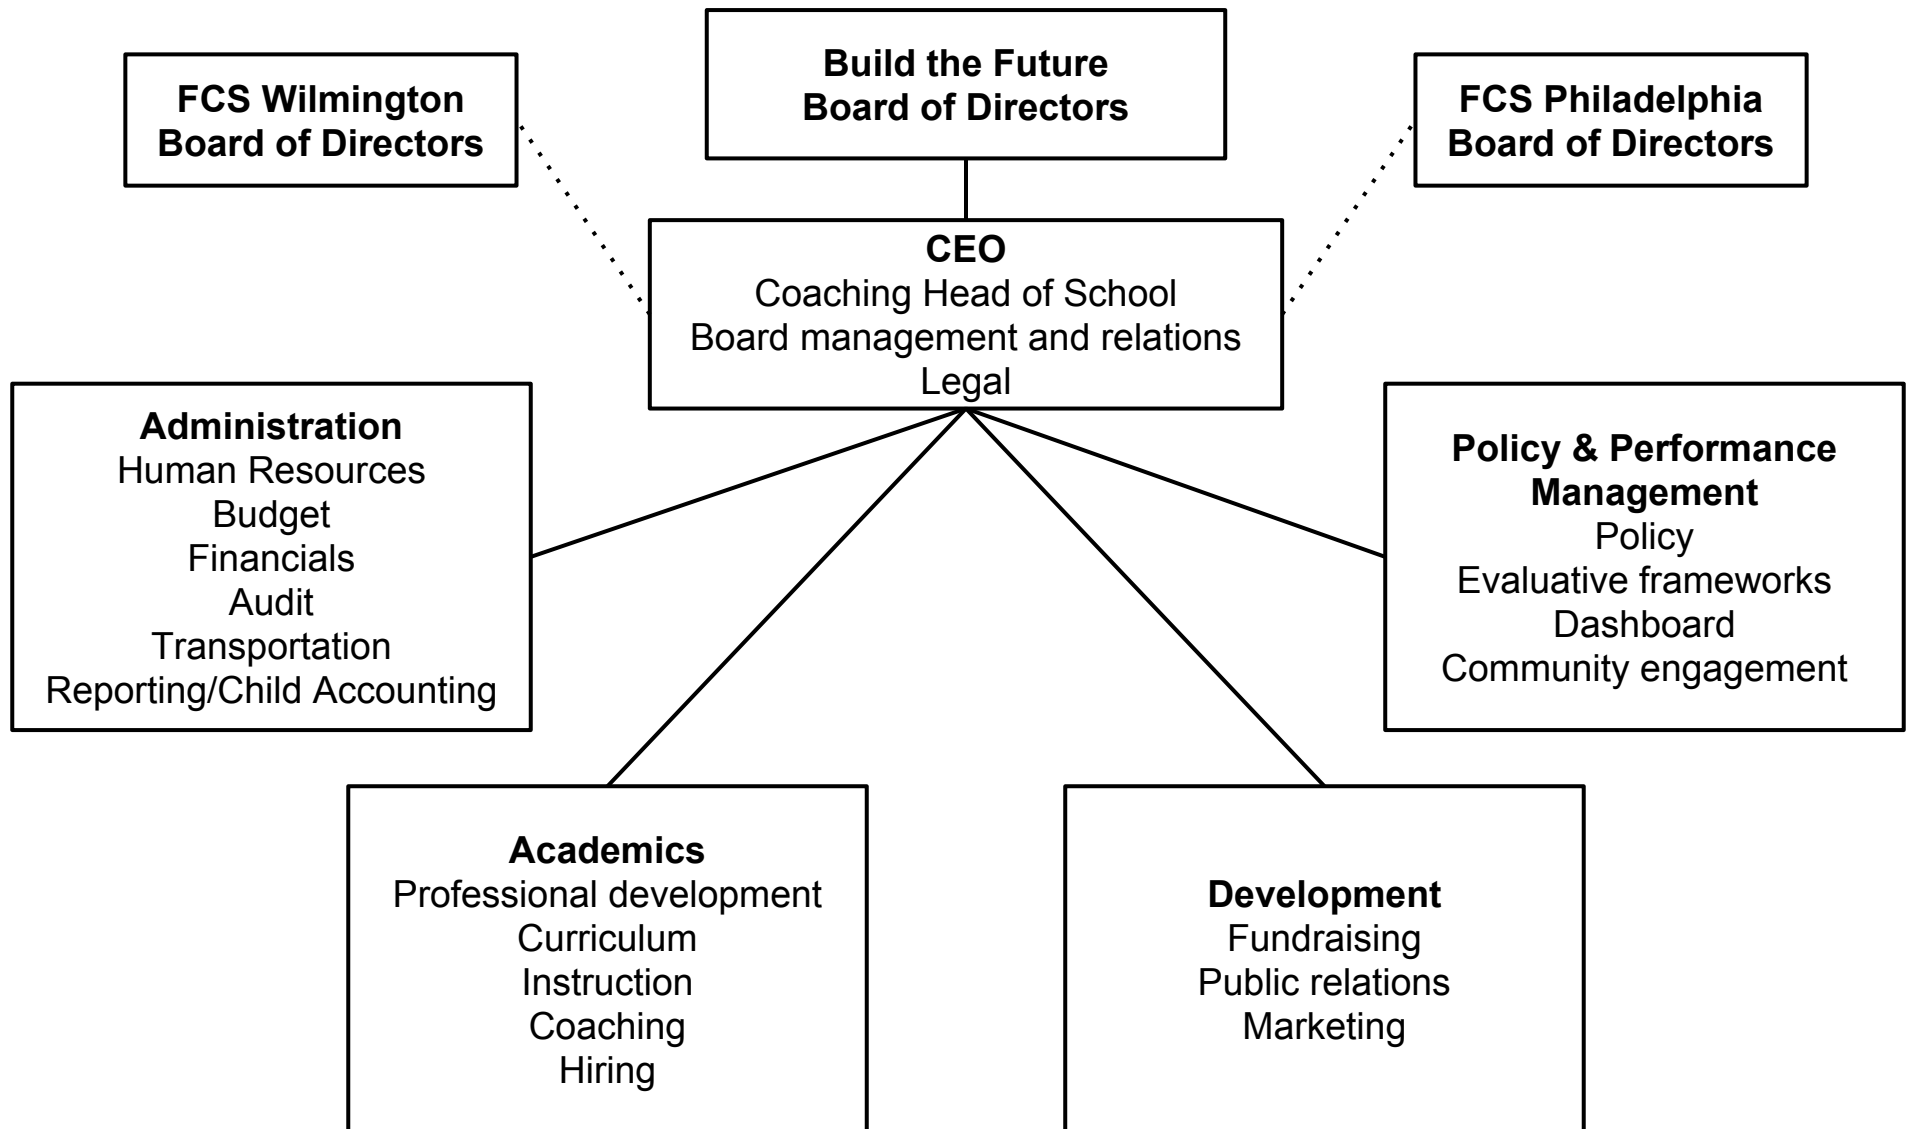 FCS Wilmington
Board of Directors
Build the Future
Board of Directors
FCS Philadelphia
Board of Directors
CEO
Coaching Head of School
Board management and relations
Legal
Administration
Human Resources
Budget
Financials
Audit
Transportation
Reporting/Child Accounting
Policy & Performance
Management
Policy
Evaluative frameworks
Dashboard
Community engagement
Academics
Professional development
Curriculum
Instruction
Coaching
Hiring
Development
Fundraising
Public relations
Marketing